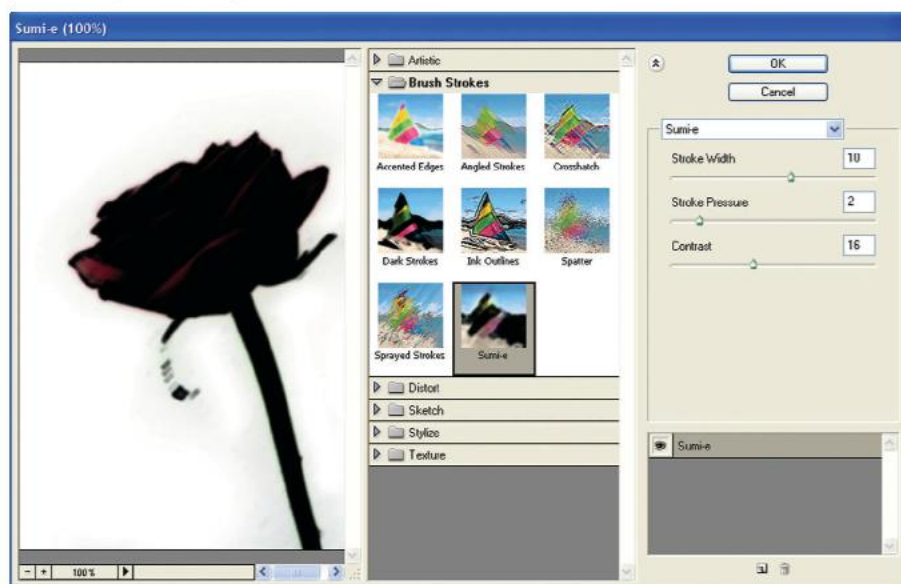 Sumi-e (100%)
Artistic
Brush Strokes
Accented Edges
Angled Strokes
Crosshatch
Dark Strokes
Ink Outlines
Spatter
Sprayed Strokes
Sumi-e
Distort
Sketch
Stylize
Texture
100%
OK
Cancel
Sumi-e
Stroke Width 10
Stroke Pressure 2
Contrast 16
Sumi-e